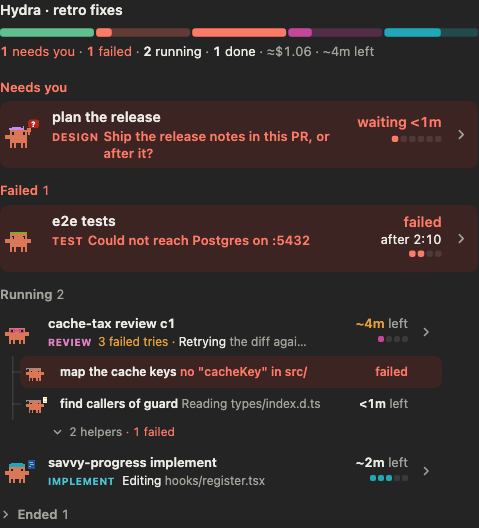 Hydra · retro fixes
1 needs you · 1 failed · 2 running · 1 done · ≈$1.06 · ~4m left
Needs you
plan the release
waiting <1m
DESIGN Ship the release notes in this PR, or
after it?
Failed 1
e2e tests
failed
TEST Could not reach Postgres on :5432
after 2:10
Running 2
cache-tax review c1
~4m left
REVIEW 3 failed tries · Retrying the diff agai…
map the cache keys no "cacheKey" in src/
failed
find callers of guard Reading types/index.d.ts
<1m left
2 helpers · 1 failed
savvy-progress implement
~2m left
IMPLEMENT Editing hooks/register.tsx
Ended 1